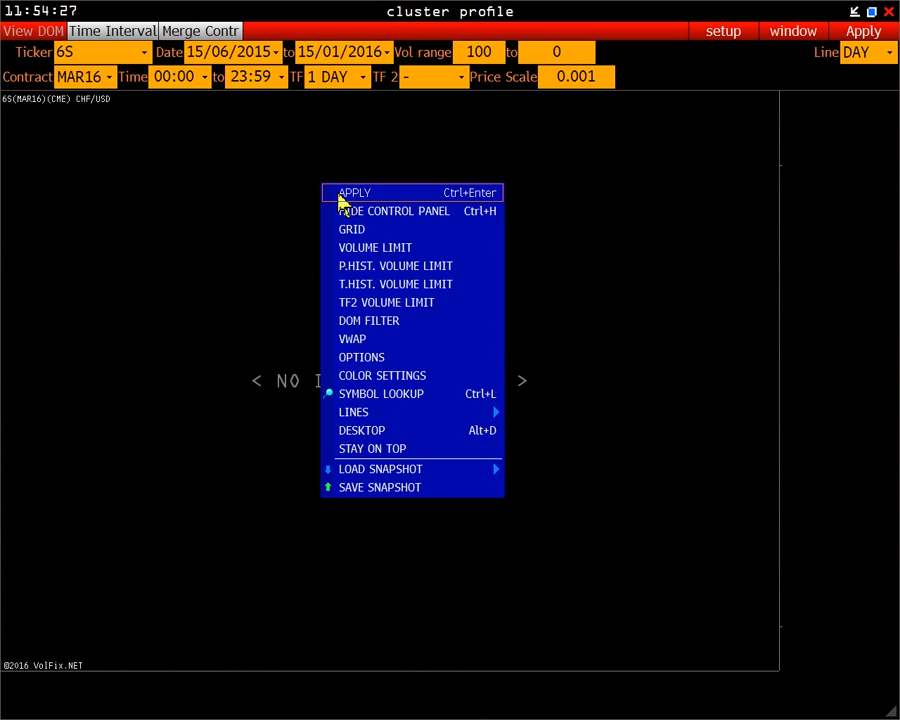 11:54:27 cluster profile
View DOM Time Interval Merge Contr setup window Apply
Ticker 6S Date 15/06/2015 to 15/01/2016 Vol range 100 to 0 Line DAY
Contract MAR16 Time 00:00 to 23:59 TF 1 DAY TF 2 - Price Scale 0.001
6S(MAR16)(CME) CHF/USD
APPLY Ctrl+Enter
HIDE CONTROL PANEL Ctrl+H
GRID
VOLUME LIMIT
P.HIST. VOLUME LIMIT
T.HIST. VOLUME LIMIT
TF2 VOLUME LIMIT
DOM FILTER
VWAP
OPTIONS
< NO >
COLOR SETTINGS
SYMBOL LOOKUP Ctrl+L
LINES
DESKTOP Alt+D
STAY ON TOP
LOAD SNAPSHOT
SAVE SNAPSHOT
©2016 VolFix.NET